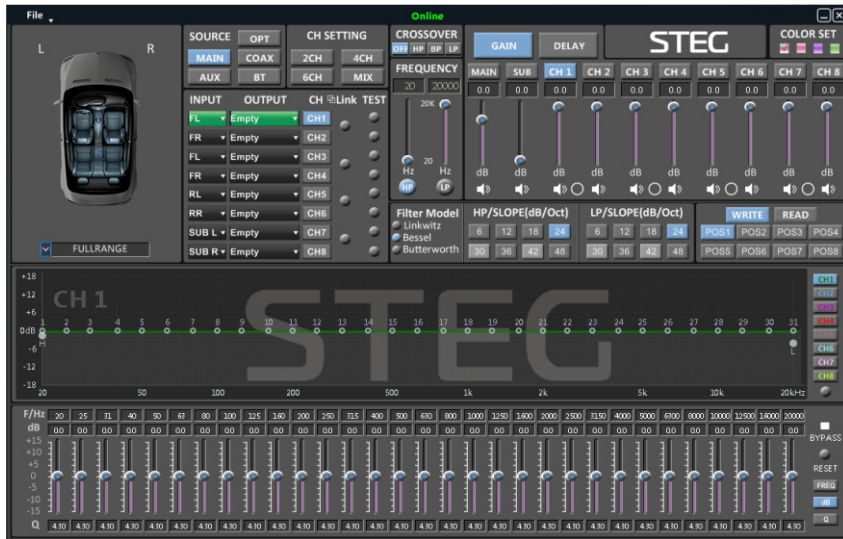 File
Online
L
R
FULLRANGE
SOURCE OPT
MAIN COAX
AUX BT
CH SETTING
2CH 4CH
6CH MIX
INPUT OUTPUT CH Link TEST
FL Empty CH1
FR Empty CH2
FL Empty CH3
FR Empty CH4
RL Empty CH5
RR Empty CH6
SUB L Empty CH7
SUB R Empty CH8
CROSSOVER
OFF HP BP LP
FREQUENCY
20 20000
20K
20
Hz Hz
HP LP
GAIN DELAY
STEG
COLOR SET
MAIN SUB CH 1 CH 2 CH 3 CH 4 CH 5 CH 6 CH 7 CH 8
0.0 0.0 0.0 0.0 0.0 0.0 0.0 0.0 0.0 0.0
dB dB dB dB dB dB dB dB dB dB
Filter Model
Linkwitz
Bessel
Butterworth
HP/SLOPE(dB/Oct)
6 12 18 24
30 36 42 48
LP/SLOPE(dB/Oct)
6 12 18 24
30 36 42 48
WRITE READ
POS1 POS2 POS3 POS4
POS5 POS6 POS7 POS8
+18
+12
+6
0dB
-6
-12
-18
CH 1
STEG
1 2 3 4 5 6 7 8 9 10 11 12 13 14 15 16 17 18 19 20 21 22 23 24 25 26 27 28 29 30 31
H
L
20 50 100 200 500 1k 2k 5k 10k 20kHz
CH1
CH2
CH3
CH4
CH5
CH6
CH7
CH8
F/Hz 20 25 31 40 50 63 80 100 125 160 200 250 315 400 500 630 800 1000 1250 1600 2000 2500 3150 4000 5000 6300 8000 10000 12500 16000 20000
dB 0.0 0.0 0.0 0.0 0.0 0.0 0.0 0.0 0.0 0.0 0.0 0.0 0.0 0.0 0.0 0.0 0.0 0.0 0.0 0.0 0.0 0.0 0.0 0.0 0.0 0.0 0.0 0.0 0.0 0.0 0.0
+15
+10
+5
0
-5
-10
-15
Q 4.30 4.30 4.30 4.30 4.30 4.30 4.30 4.30 4.30 4.30 4.30 4.30 4.30 4.30 4.30 4.30 4.30 4.30 4.30 4.30 4.30 4.30 4.30 4.30 4.30 4.30 4.30 4.30 4.30 4.30 4.30
BYPASS
RESET
FREQ
dB
Q